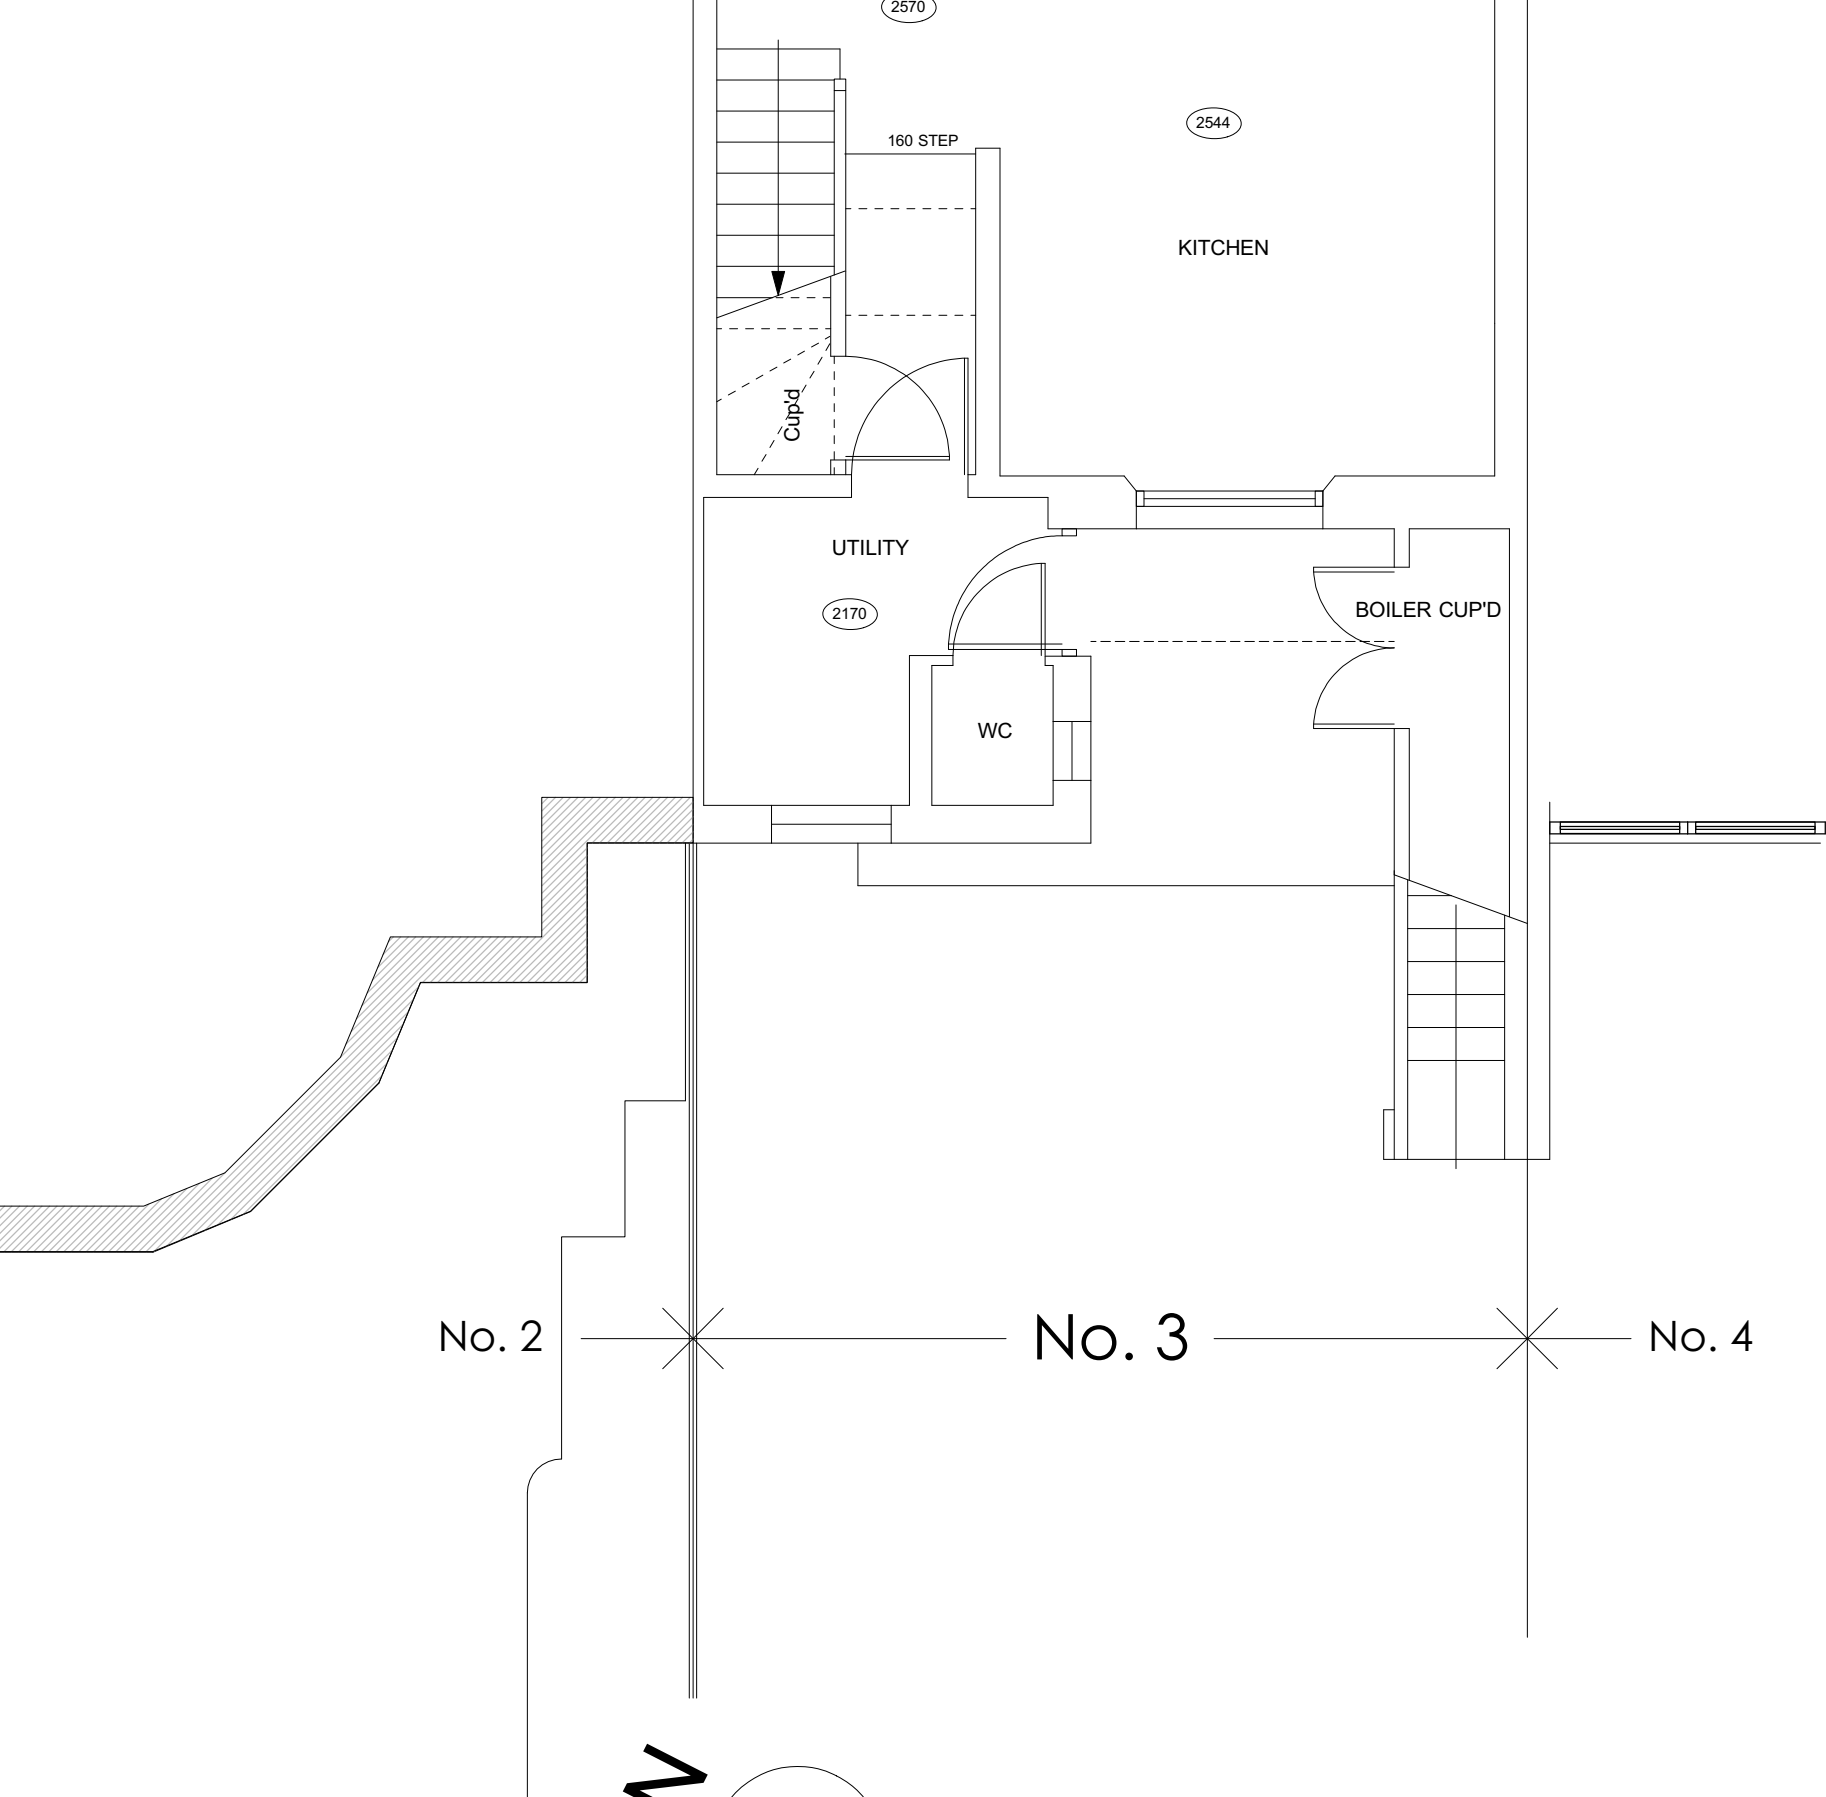 2570
2544
160 STEP
KITCHEN
Cup'd
UTILITY
BOILER CUP'D
2170
WC
No. 2
No. 3
No. 4
N